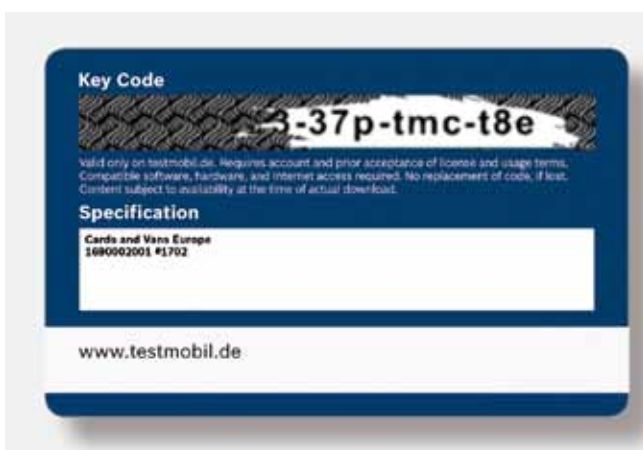 Key Code
3-37p-tmc-t8e
Valid only on testmobil.de. Requires account and prior acceptance of license and usage terms.
Compatible software, hardware, and internet access required. No replacement of code, if lost.
Content subject to availability at the time of actual download.
Specification
Cards and Vans Europe
1690002001 #1702
www.testmobil.de